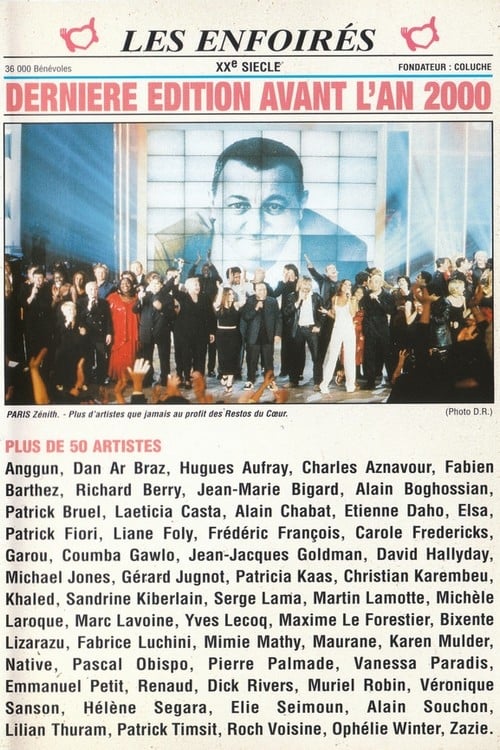 LES ENFOIRÉS
36 000 Bénévoles
XXe SIECLE
FONDATEUR : COLUCHE
DERNIERE EDITION AVANT L'AN 2000
PARIS Zénith. - Plus d'artistes que jamais au profit des Restos du Cœur.
(Photo D.R.)
PLUS DE 50 ARTISTES
Anggun, Dan Ar Braz, Hugues Aufray, Charles Aznavour, Fabien
Barthez, Richard Berry, Jean-Marie Bigard, Alain Boghossian,
Patrick Bruel, Laeticia Casta, Alain Chabat, Etienne Daho, Elsa,
Patrick Fiori, Liane Foly, Frédéric François, Carole Fredericks,
Garou, Coumba Gawlo, Jean-Jacques Goldman, David Hallyday,
Michael Jones, Gérard Jugnot, Patricia Kaas, Christian Karembeu,
Khaled, Sandrine Kiberlain, Serge Lama, Martin Lamotte, Michèle
Laroque, Marc Lavoine, Yves Lecoq, Maxime Le Forestier, Bixente
Lizarazu, Fabrice Luchini, Mimie Mathy, Maurane, Karen Mulder,
Native, Pascal Obispo, Pierre Palmade, Vanessa Paradis,
Emmanuel Petit, Renaud, Dick Rivers, Muriel Robin, Véronique
Sanson, Hélène Segara, Elie Seimoun, Alain Souchon,
Lilian Thuram, Patrick Timsit, Roch Voisine, Ophélie Winter, Zazie.